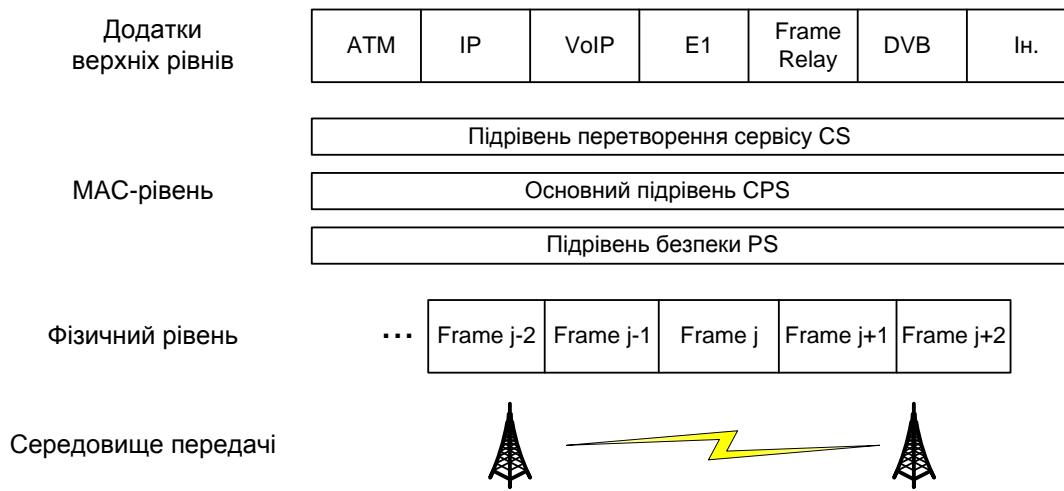 Додатки
верхніх рівнів
ATM IP VoIP E1 Frame Relay DVB Ін.
Підрівень перетворення сервісу CS
МАС-рівень
Основний підрівень CPS
Підрівень безпеки PS
Фізичний рівень
... Frame j-2 Frame j-1 Frame j Frame j+1 Frame j+2
Середовище передачі